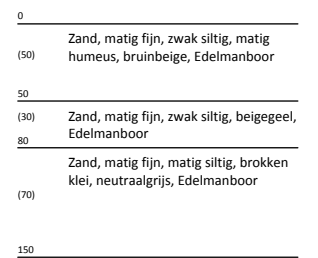 0
Zand, matig fijn, zwak siltig, matig
(50) humeus, bruinbeige, Edelmanboor
50
(30) Zand, matig fijn, zwak siltig, beigegeel,
Edelmanboor
80
Zand, matig fijn, matig siltig, brokken
klei, neutraalgrijs, Edelmanboor
(70)
150